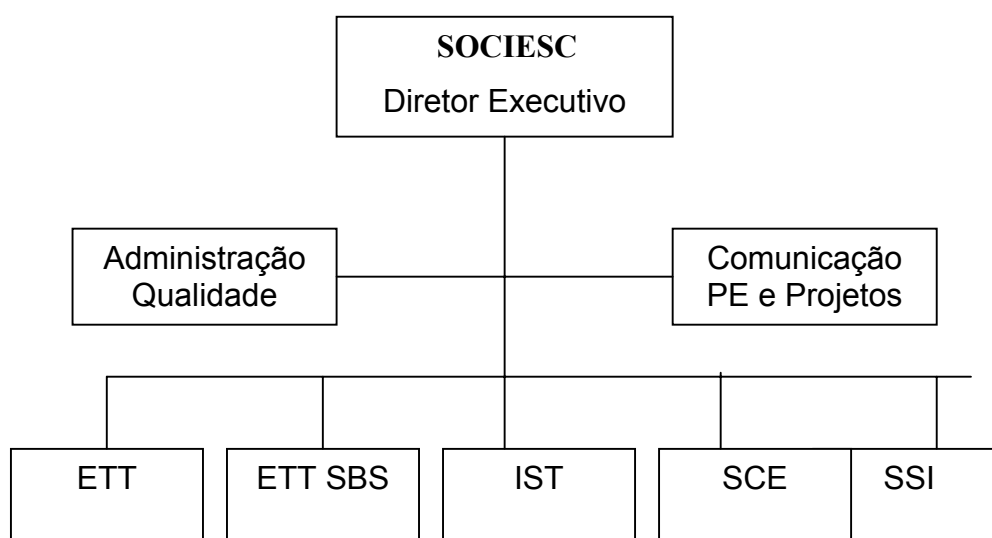 SOCIESC
Diretor Executivo
Administração
Qualidade
Comunicação
PE e Projetos
ETT
ETT SBS
IST
SCE
SSI